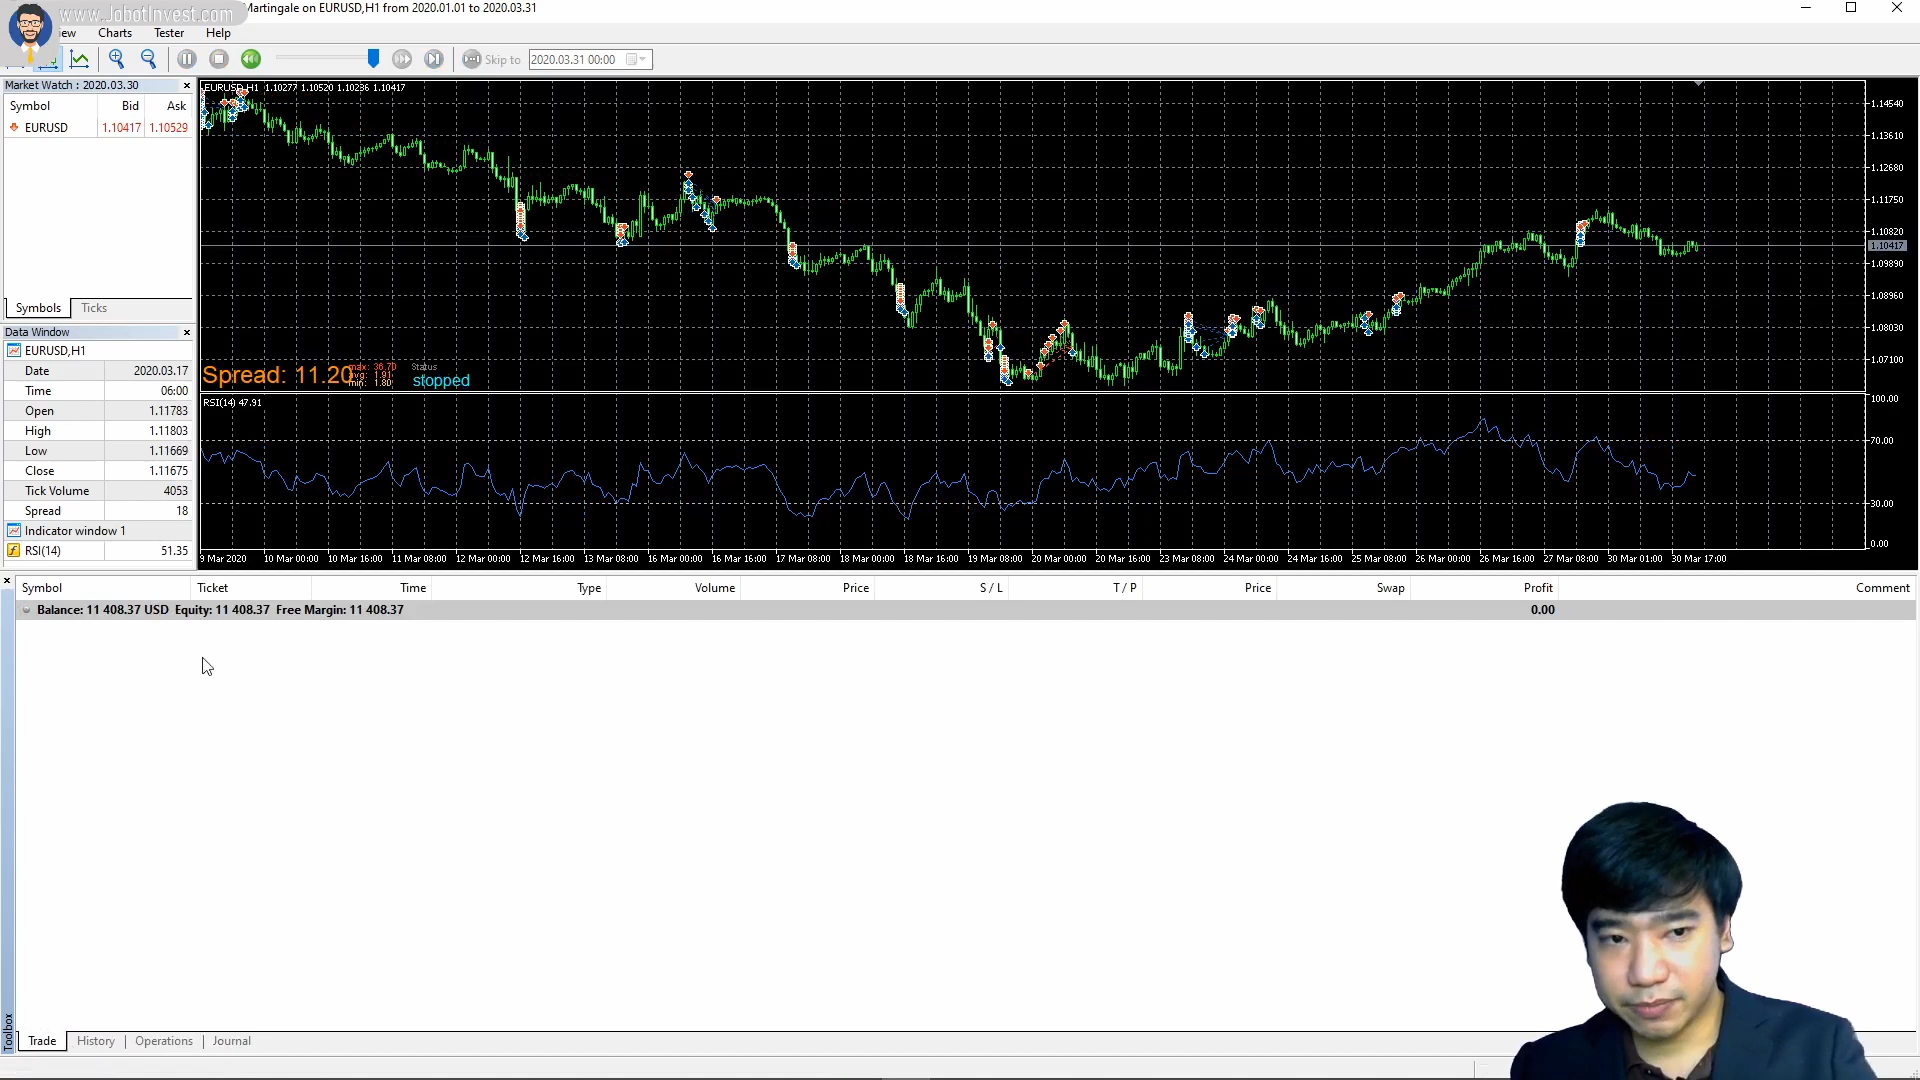 www.JobotInvest.com
Martingale on EURUSD,H1 from 2020.01.01 to 2020.03.31
iew Charts Tester Help
Skip to 2020.03.31 00:00
Market Watch : 2020.03.30
Symbol Bid Ask
EURUSD 1.10417 1.10529
Symbols Ticks
Data Window
EURUSD,H1
Date 2020.03.17
Time 06:00
Open 1.11783
High 1.11803
Low 1.11669
Close 1.11675
Tick Volume 4053
Spread 18
Indicator window 1
RSI(14) 51.35
EURUSD,H1 1.10277 1.10520 1.10236 1.10417
1.14540
1.13610
1.12680
1.11750
1.10820
1.10417
1.09890
1.08960
1.08030
1.07100
Spread: 11.20
max: 36.70
avg: 1.91
min: 1.80
Status
stopped
RSI(14) 47.91
100.00
70.00
30.00
0.00
9 Mar 2020 10 Mar 00:00 10 Mar 16:00 11 Mar 08:00 12 Mar 00:00 12 Mar 16:00 13 Mar 08:00 16 Mar 00:00 16 Mar 16:00 17 Mar 08:00 18 Mar 00:00 18 Mar 16:00 19 Mar 08:00 20 Mar 00:00 20 Mar 16:00 23 Mar 08:00 24 Mar 00:00 24 Mar 16:00 25 Mar 08:00 26 Mar 00:00 26 Mar 16:00 27 Mar 08:00 30 Mar 01:00 30 Mar 17:00
Symbol Ticket Time Type Volume Price S / L T / P Price Swap Profit Comment
Balance: 11 408.37 USD Equity: 11 408.37 Free Margin: 11 408.37 0.00
Toolbox
Trade History Operations Journal